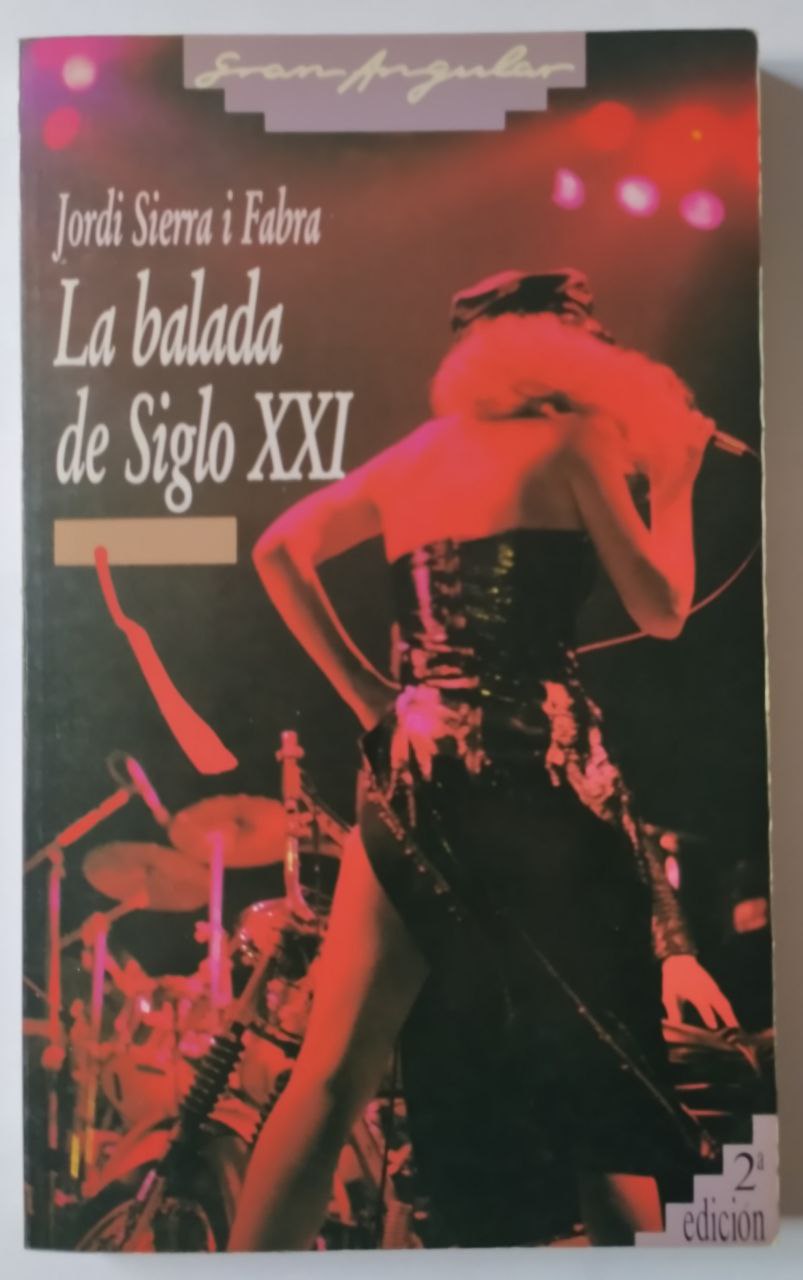 Gran Angular
Jordi Sierra i Fabra
La balada
de Siglo XXI
2ª
edición